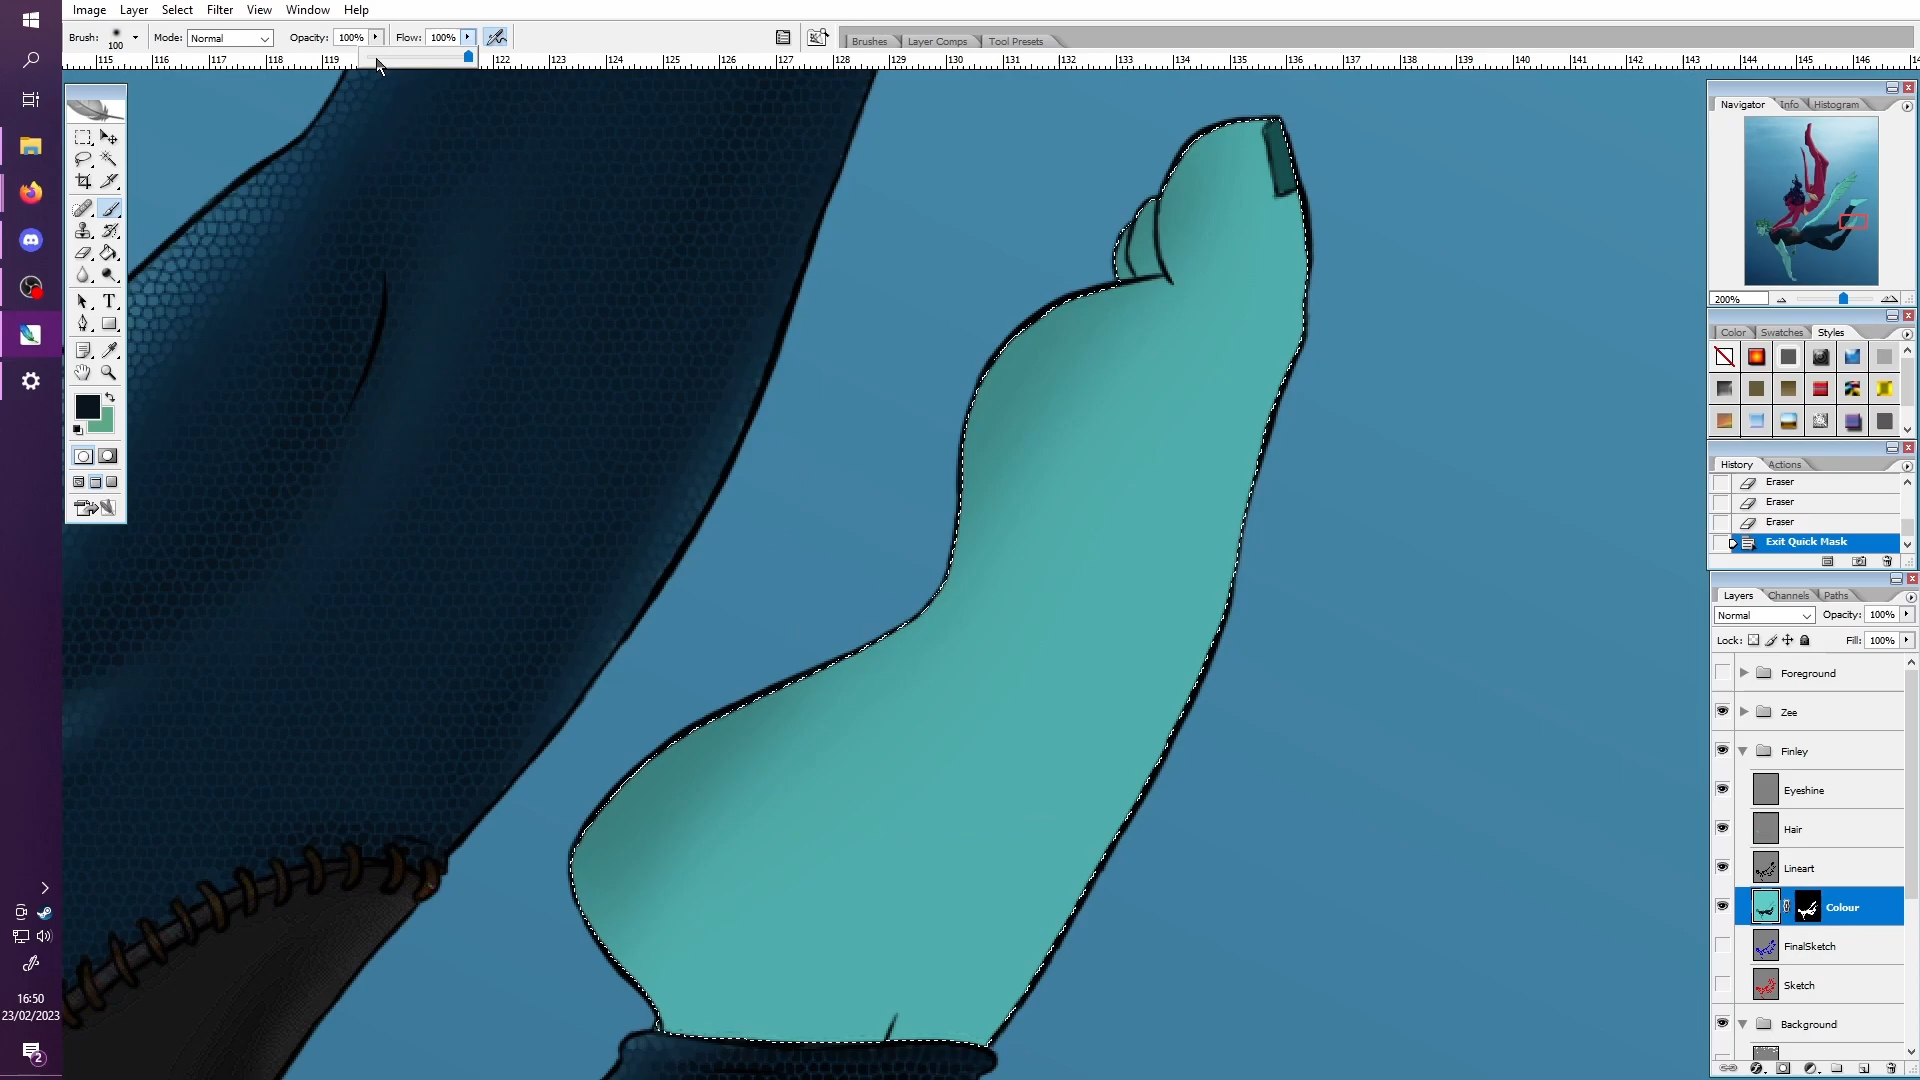 Image Layer Select Filter View Window Help
Brush: 100 Mode: Normal Opacity: 100% Flow: 100% Brushes Layer Comps Tool Presets
115 116 117 118 119 122 123 124 125 126 127 128 129 130 131 132 133 134 135 136 137 138 139 140 141 142 143 144 145 146 14
Navigator Info Histogram
200%
Color Swatches Styles
History Actions
Eraser
Eraser
Eraser
Exit Quick Mask
Layers Channels Paths
Normal Opacity: 100%
Lock: Fill: 100%
Foreground
Zee
Finley
Eyeshine
Hair
Lineart
Colour
FinalSketch
Sketch
Background
T
16:50
23/02/2023
2